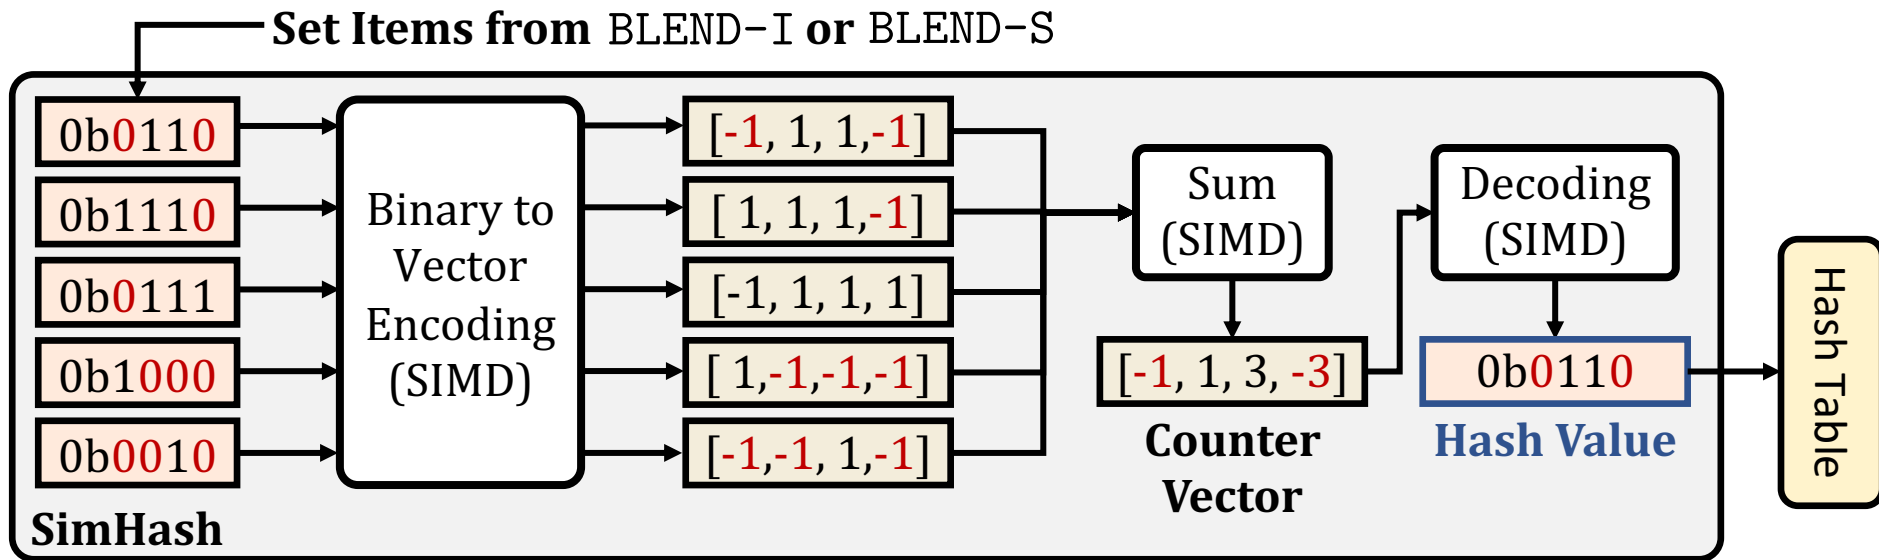 Set Items from BLEND-I or BLEND-S
0b0110
0b1110
0b0111
0b1000
0b0010
SimHash
Binary to
Vector
Encoding
(SIMD)
[-1, 1, 1,-1]
[ 1, 1, 1,-1]
[-1, 1, 1, 1]
[ 1,-1,-1,-1]
[-1,-1, 1,-1]
Sum
(SIMD)
[-1, 1, 3, -3]
Counter
Vector
Decoding
(SIMD)
0b0110
Hash Value
Hash Table